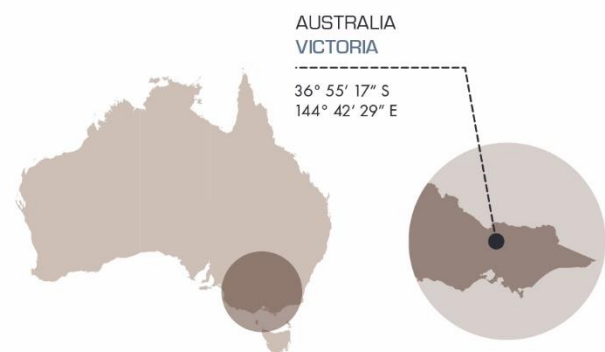 AUSTRALIA
VICTORIA
36° 55’ 17” S
144° 42’ 29” E